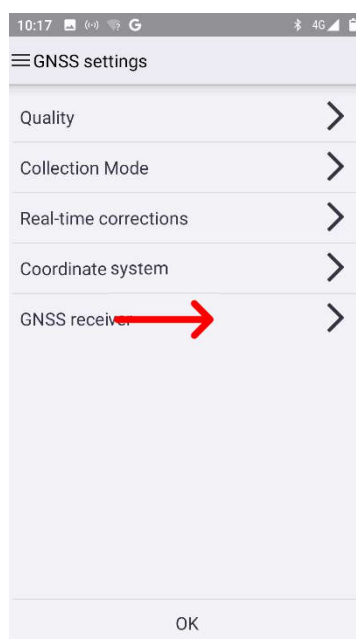 10:17 G 4G
GNSS settings
Quality
Collection Mode
Real-time corrections
Coordinate system
GNSS receiver
OK